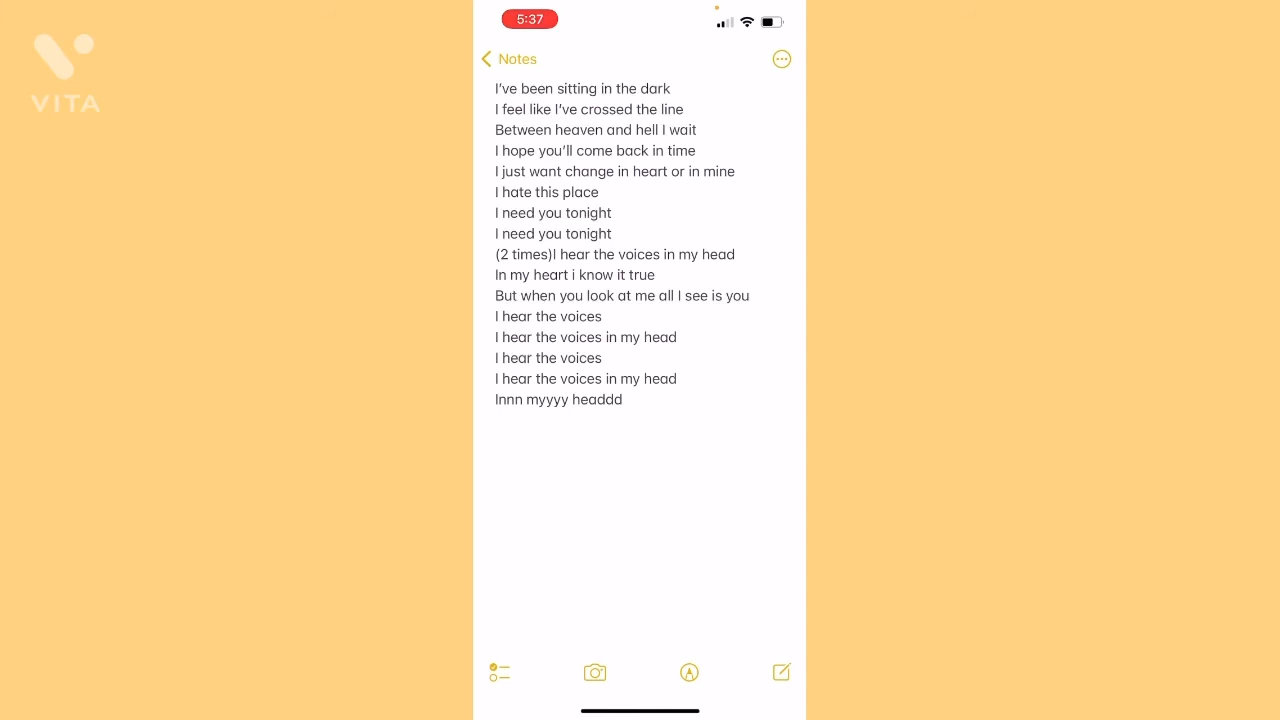 VITA
5:37
Notes
I've been sitting in the dark
I feel like I've crossed the line
Between heaven and hell I wait
I hope you'll come back in time
I just want change in heart or in mine
I hate this place
I need you tonight
I need you tonight
(2 times)I hear the voices in my head
In my heart i know it true
But when you look at me all I see is you
I hear the voices
I hear the voices in my head
I hear the voices
I hear the voices in my head
Innn myyyy headdd